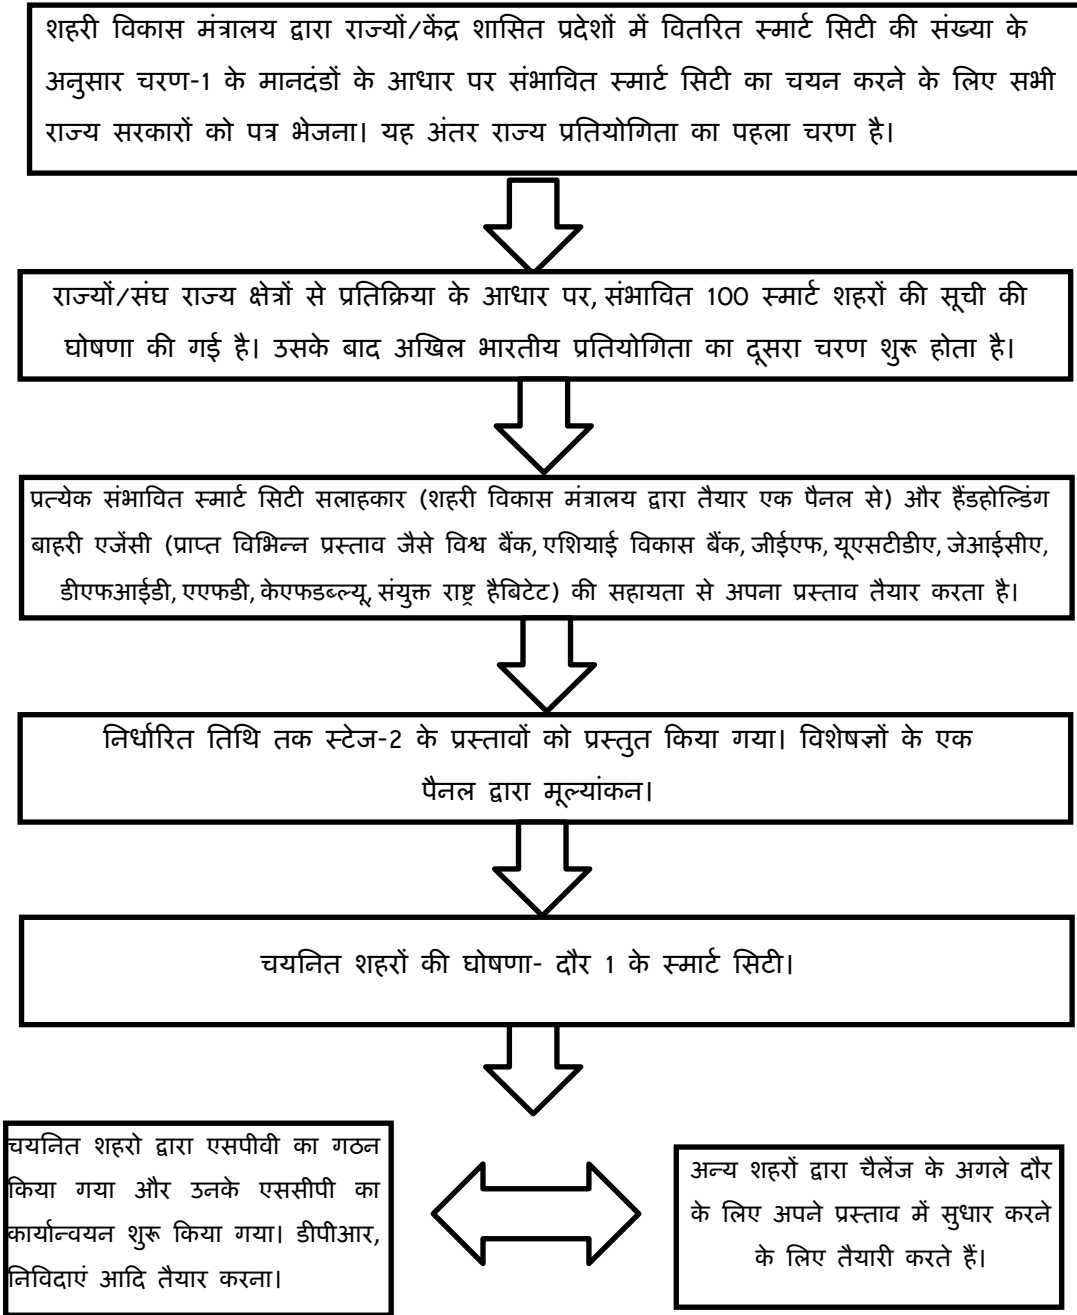 शहरी विकास मंत्रालय द्वारा राज्यों/केंद्र शासित प्रदेशों में वितरित स्मार्ट सिटी की संख्या के
अनुसार चरण-1 के मानदंडों के आधार पर संभावित स्मार्ट सिटी का चयन करने के लिए सभी
राज्य सरकारों को पत्र भेजना। यह अंतर राज्य प्रतियोगिता का पहला चरण है।
राज्यों/संघ राज्य क्षेत्रों से प्रतिक्रिया के आधार पर, संभावित 100 स्मार्ट शहरों की सूची की
घोषणा की गई है। उसके बाद अखिल भारतीय प्रतियोगिता का दूसरा चरण शुरू होता है।
प्रत्येक संभावित स्मार्ट सिटी सलाहकार (शहरी विकास मंत्रालय द्वारा तैयार एक पैनल से) और हैंडहोल्डिंग
बाहरी एजेंसी (प्राप्त विभिन्न प्रस्ताव जैसे विश्व बैंक, एशियाई विकास बैंक, जीईएफ, यूएसटीडीए, जेआईसीए,
डीएफआईडी, एएफडी, केएफडब्ल्यू, संयुक्त राष्ट्र हैबिटेट) की सहायता से अपना प्रस्ताव तैयार करता है।
निर्धारित तिथि तक स्टेज-2 के प्रस्तावों को प्रस्तुत किया गया। विशेषज्ञों के एक
पैनल द्वारा मूल्यांकन।
चयनित शहरों की घोषणा- दौर 1 के स्मार्ट सिटी।
चयनित शहरो द्वारा एसपीवी का गठन
किया गया और उनके एससीपी का
कार्यान्वयन शुरू किया गया। डीपीआर,
निविदाएं आदि तैयार करना।
अन्य शहरों द्वारा चैलेंज के अगले दौर
के लिए अपने प्रस्ताव में सुधार करने
के लिए तैयारी करते हैं।